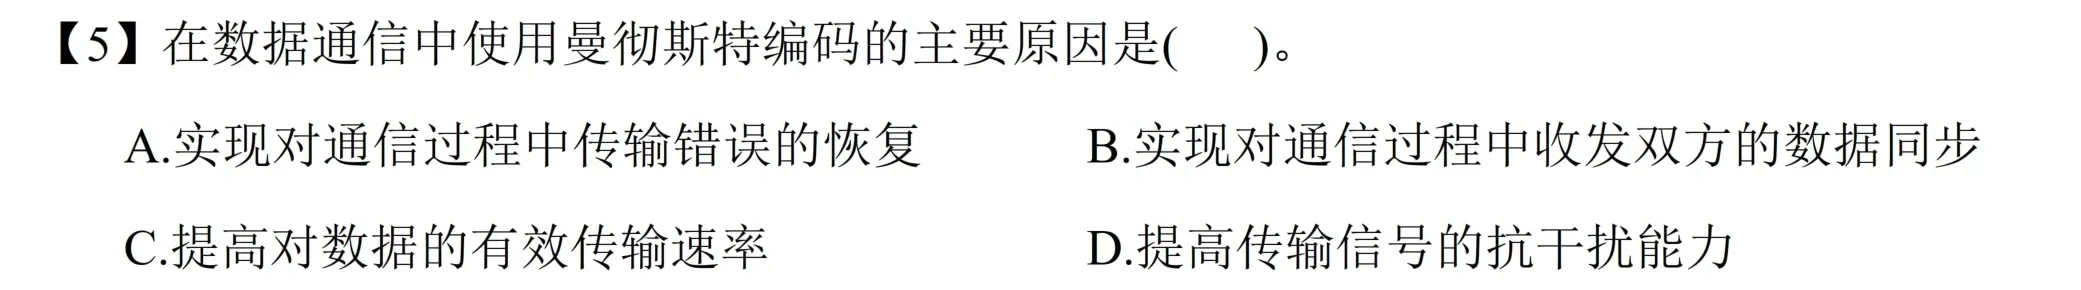 【5】在数据通信中使用曼彻斯特编码的主要原因是(  )。
A.实现对通信过程中传输错误的恢复 B.实现对通信过程中收发双方的数据同步
C.提高对数据的有效传输速率 D.提高传输信号的抗干扰能力